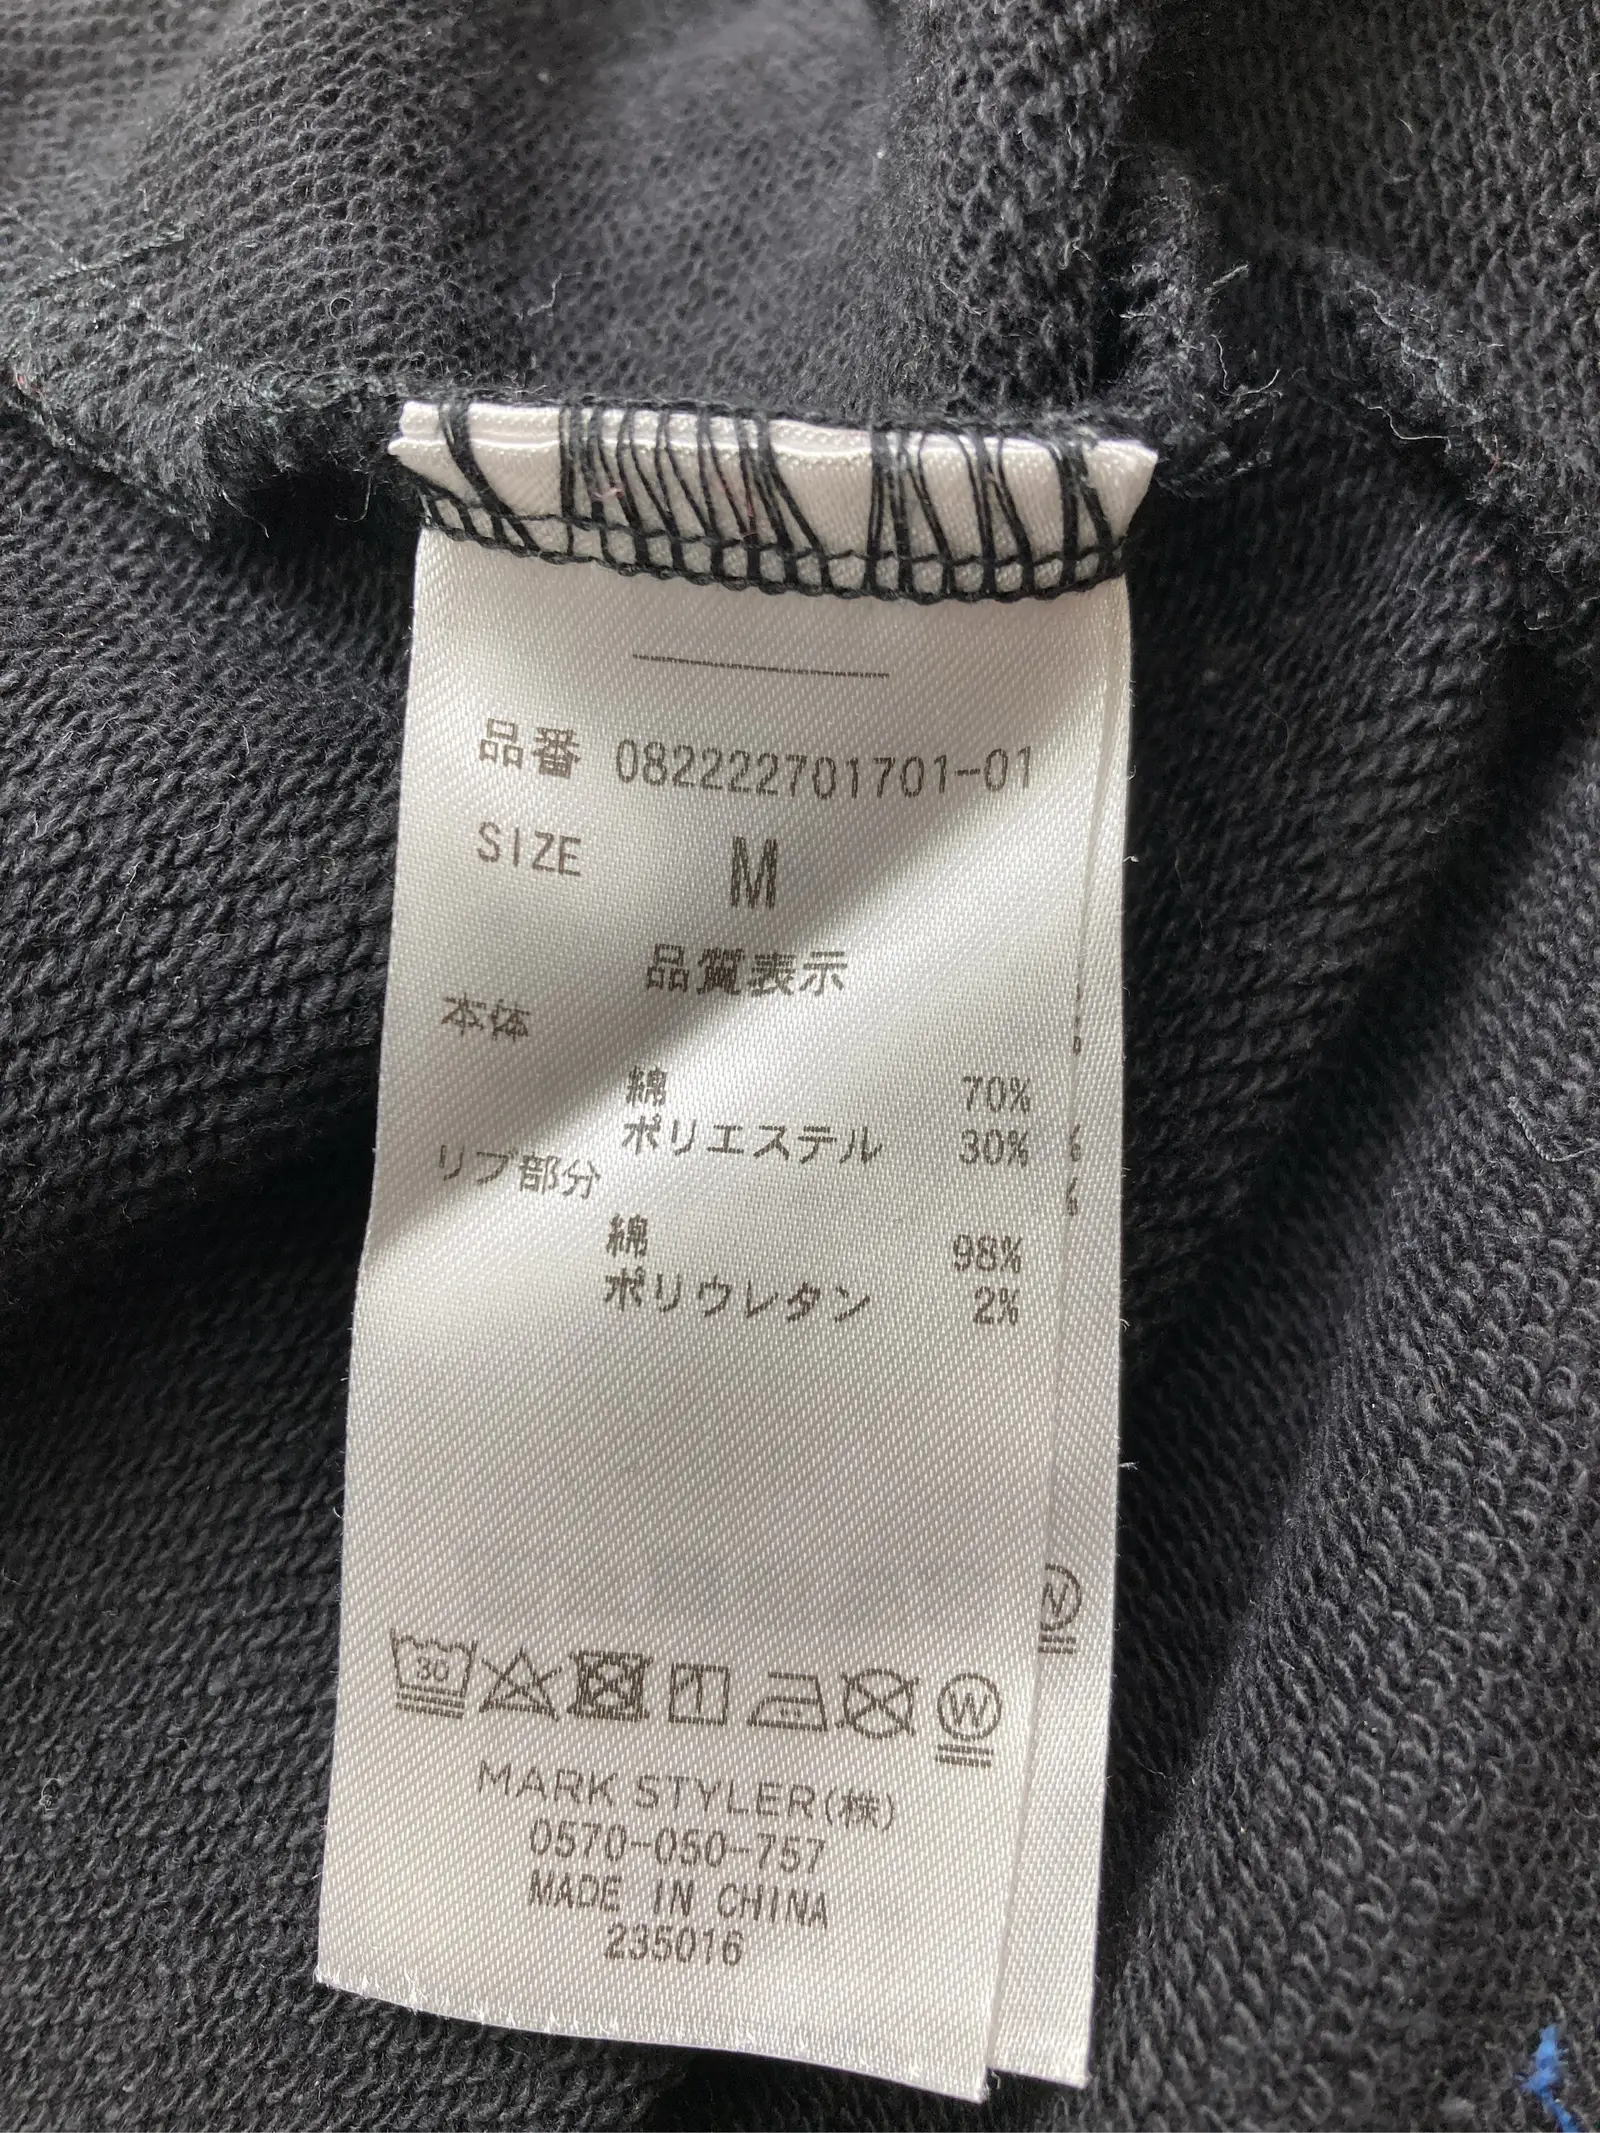 品番 082222701701-01
SIZE M
品質表示
本体
綿 70%
ポリエステル 30%
リブ部分
綿 98%
ポリウレタン 2%
30
W
MARK STYLER(株)
0570-050-757
MADE IN CHINA
235016